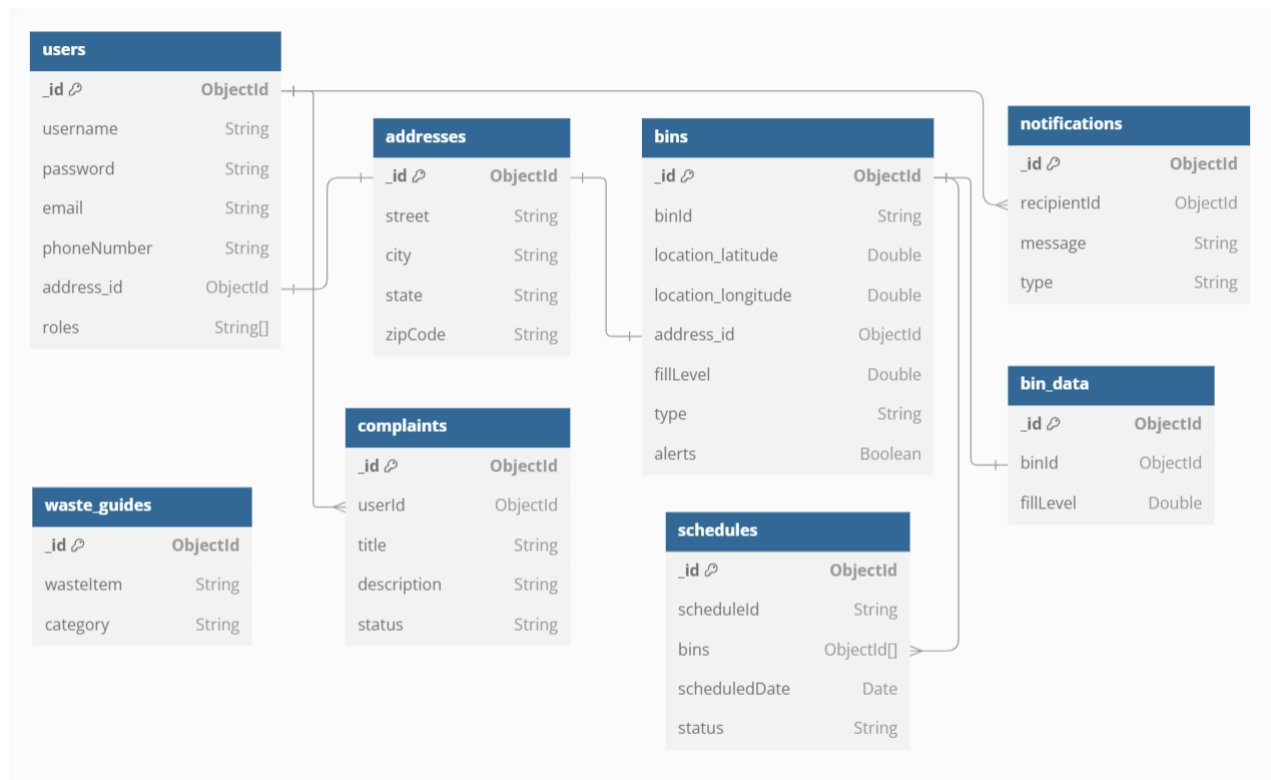 users
_id ObjectId
username String
password String
email String
phoneNumber String
address_id ObjectId
roles String[]
addresses
_id ObjectId
street String
city String
state String
zipCode String
bins
_id ObjectId
binId String
location_latitude Double
location_longitude Double
address_id ObjectId
fillLevel Double
type String
alerts Boolean
notifications
_id ObjectId
recipientId ObjectId
message String
type String
bin_data
_id ObjectId
binId ObjectId
fillLevel Double
complaints
_id ObjectId
userId ObjectId
title String
description String
status String
waste_guides
_id ObjectId
wasteItem String
category String
schedules
_id ObjectId
scheduleId String
bins ObjectId[]
scheduledDate Date
status String